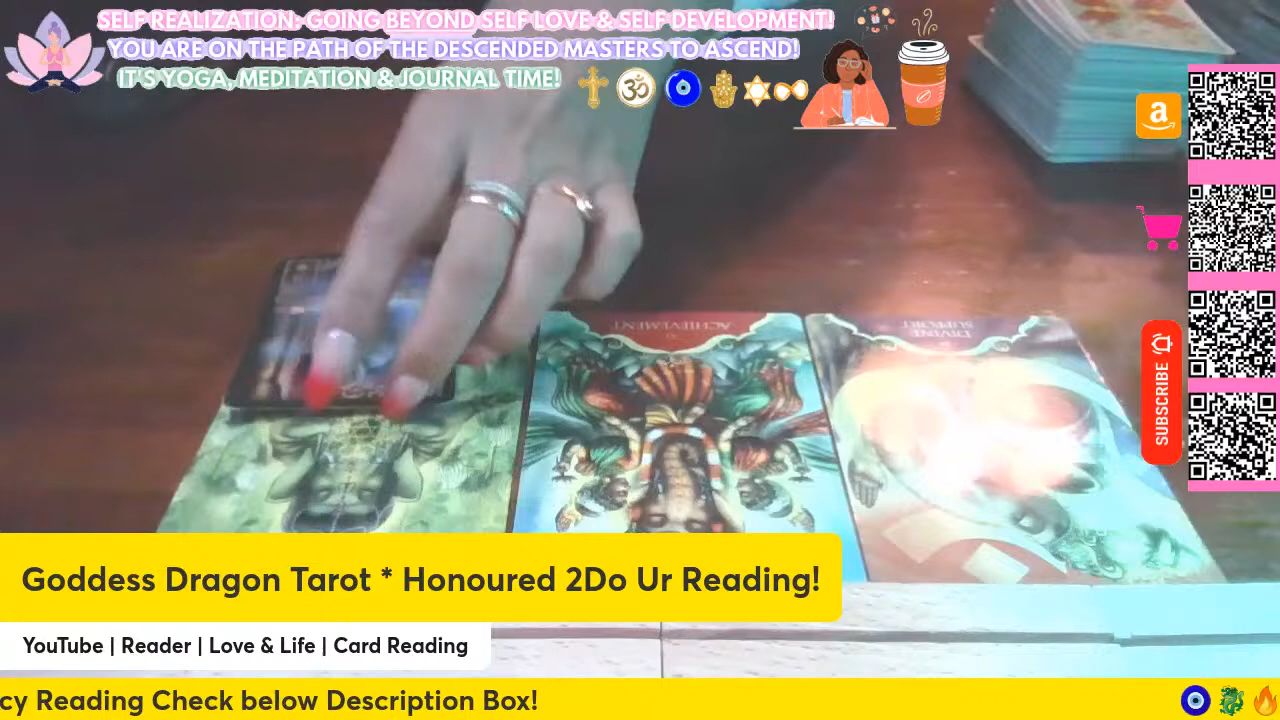 SELF REALIZATION: GOING BEYOND SELF LOVE & SELF DEVELOPMENT!
YOU ARE ON THE PATH OF THE DESCENDED MASTERS TO ASCEND!
IT'S YOGA, MEDITATION & JOURNAL TIME!
a
ACHIEVEMENT
DIVINE
SUPPORT
SUBSCRIBE
Goddess Dragon Tarot * Honoured 2Do Ur Reading!
YouTube | Reader | Love & Life | Card Reading
cy Reading Check below Description Box!